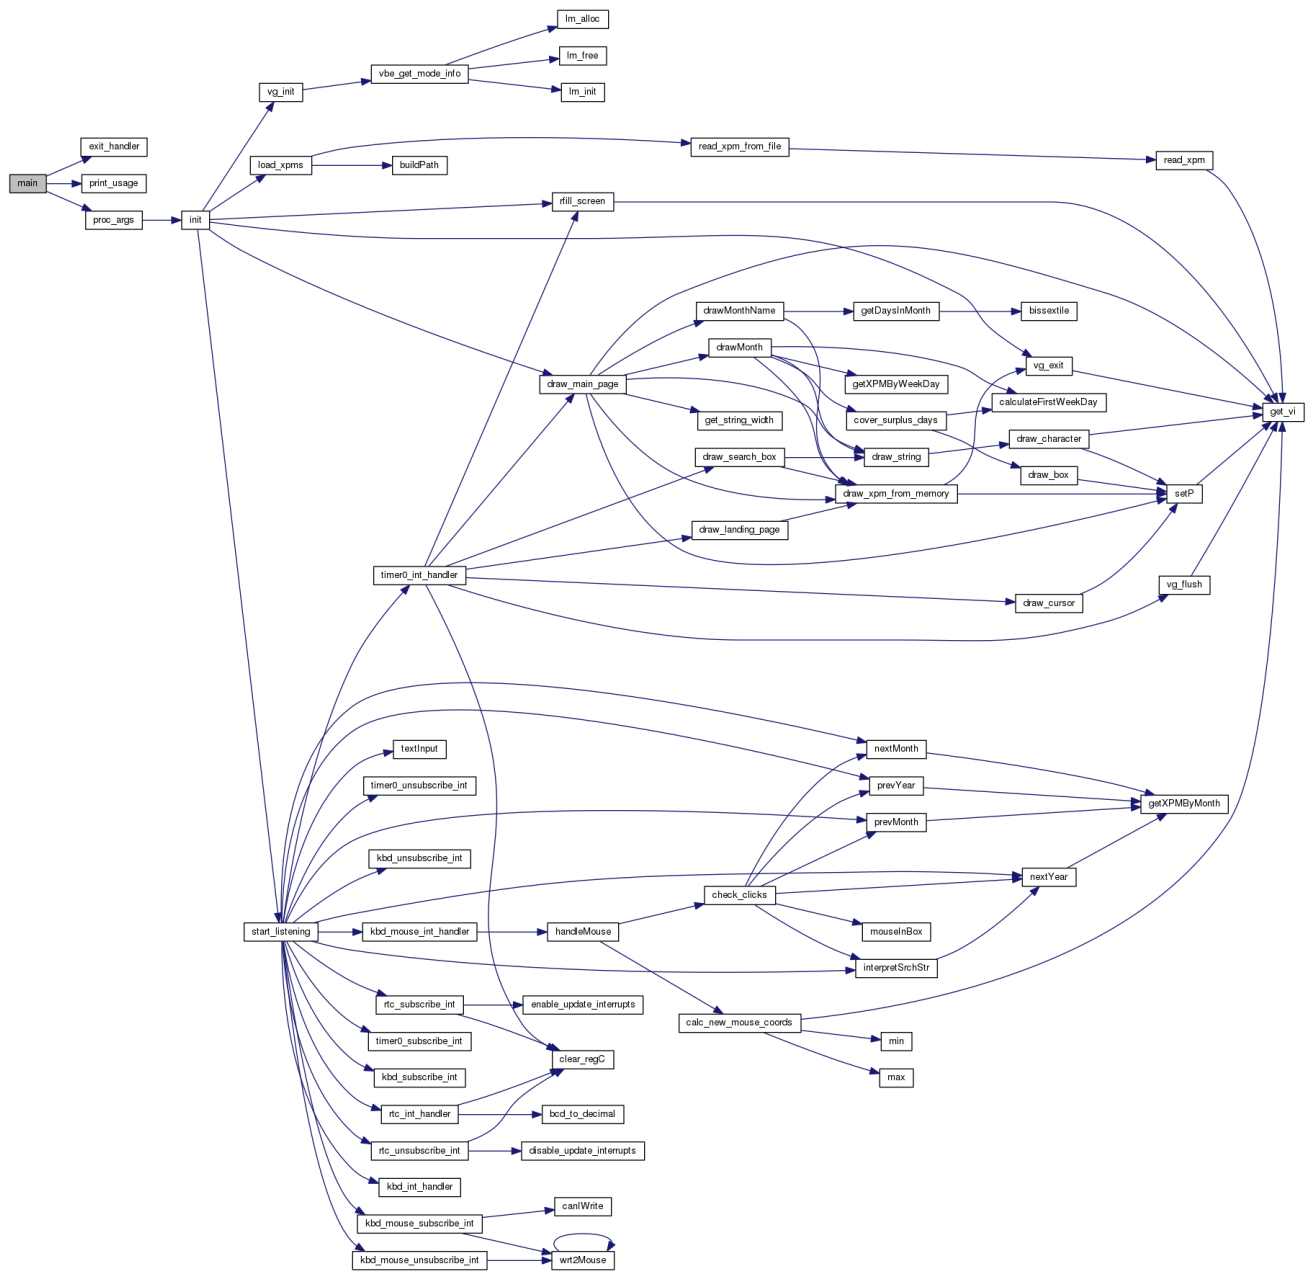 lm_alloc
lm_free
vbe_get_mode_info
vg_init
lm_init
exit_handler
read_xpm_from_file
read_xpm
load_xpms
buildPath
main
print_usage
rfill_screen
proc_args
init
drawMonthName
getDaysInMonth
bissextile
drawMonth
vg_exit
draw_main_page
getXPMByWeekDay
calculateFirstWeekDay
get_vi
get_string_width
cover_surplus_days
draw_character
draw_search_box
draw_string
draw_box
draw_xpm_from_memory
setP
draw_landing_page
timer0_int_handler
vg_flush
draw_cursor
textInput
nextMonth
timer0_unsubscribe_int
prevYear
getXPMByMonth
prevMonth
kbd_unsubscribe_int
nextYear
check_clicks
start_listening
kbd_mouse_int_handler
handleMouse
mouseInBox
interpretSrchStr
rtc_subscribe_int
enable_update_interrupts
calc_new_mouse_coords
timer0_subscribe_int
min
clear_regC
kbd_subscribe_int
max
rtc_int_handler
bcd_to_decimal
rtc_unsubscribe_int
disable_update_interrupts
kbd_int_handler
canIWrite
kbd_mouse_subscribe_int
kbd_mouse_unsubscribe_int
wrt2Mouse